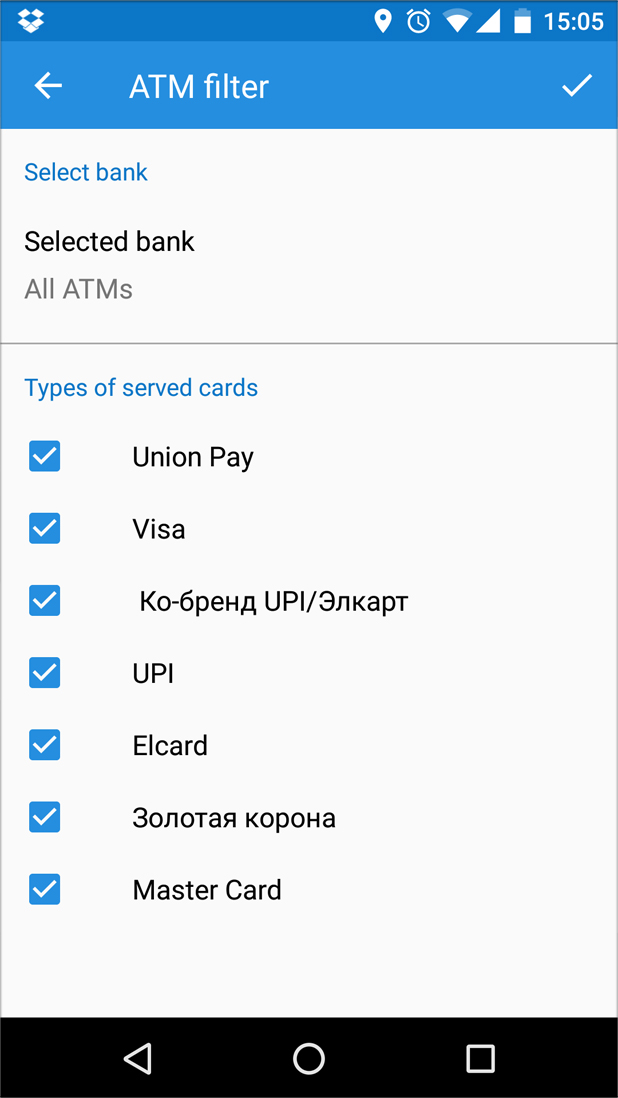 15:05
ATM filter
Select bank
Selected bank
All ATMs
Types of served cards
Union Pay
Visa
Ко-бренд UPI/Элкарт
UPI
Elcard
Золотая корона
Master Card